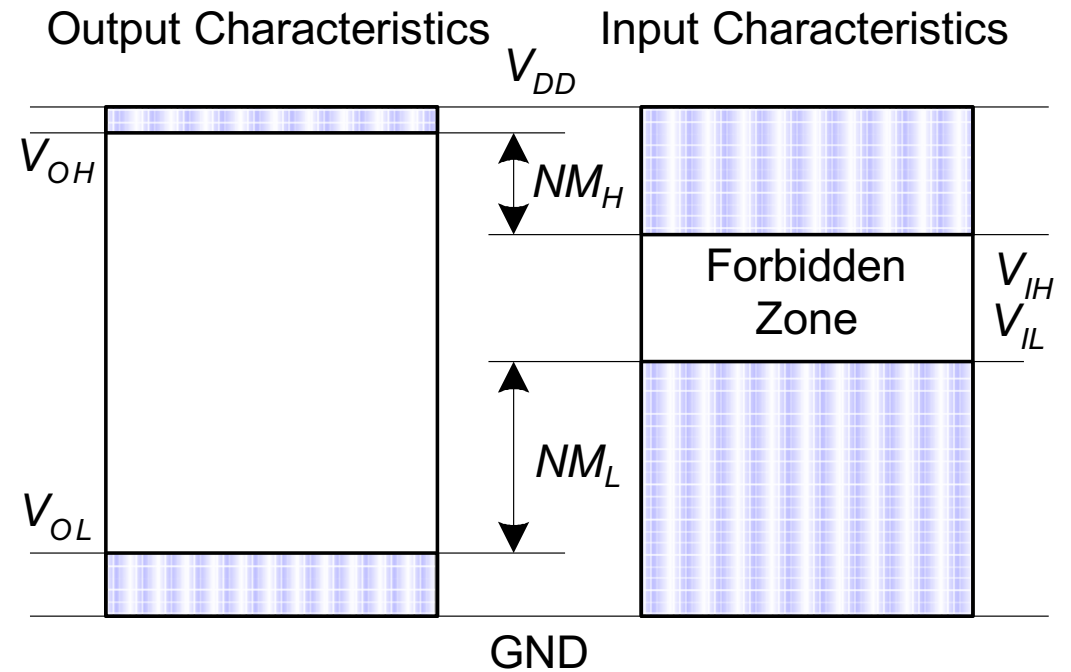 Output Characteristics
Input Characteristics
V_DD
V_OH
NM_H
Forbidden
Zone
V_IH
V_IL
NM_L
V_OL
GND